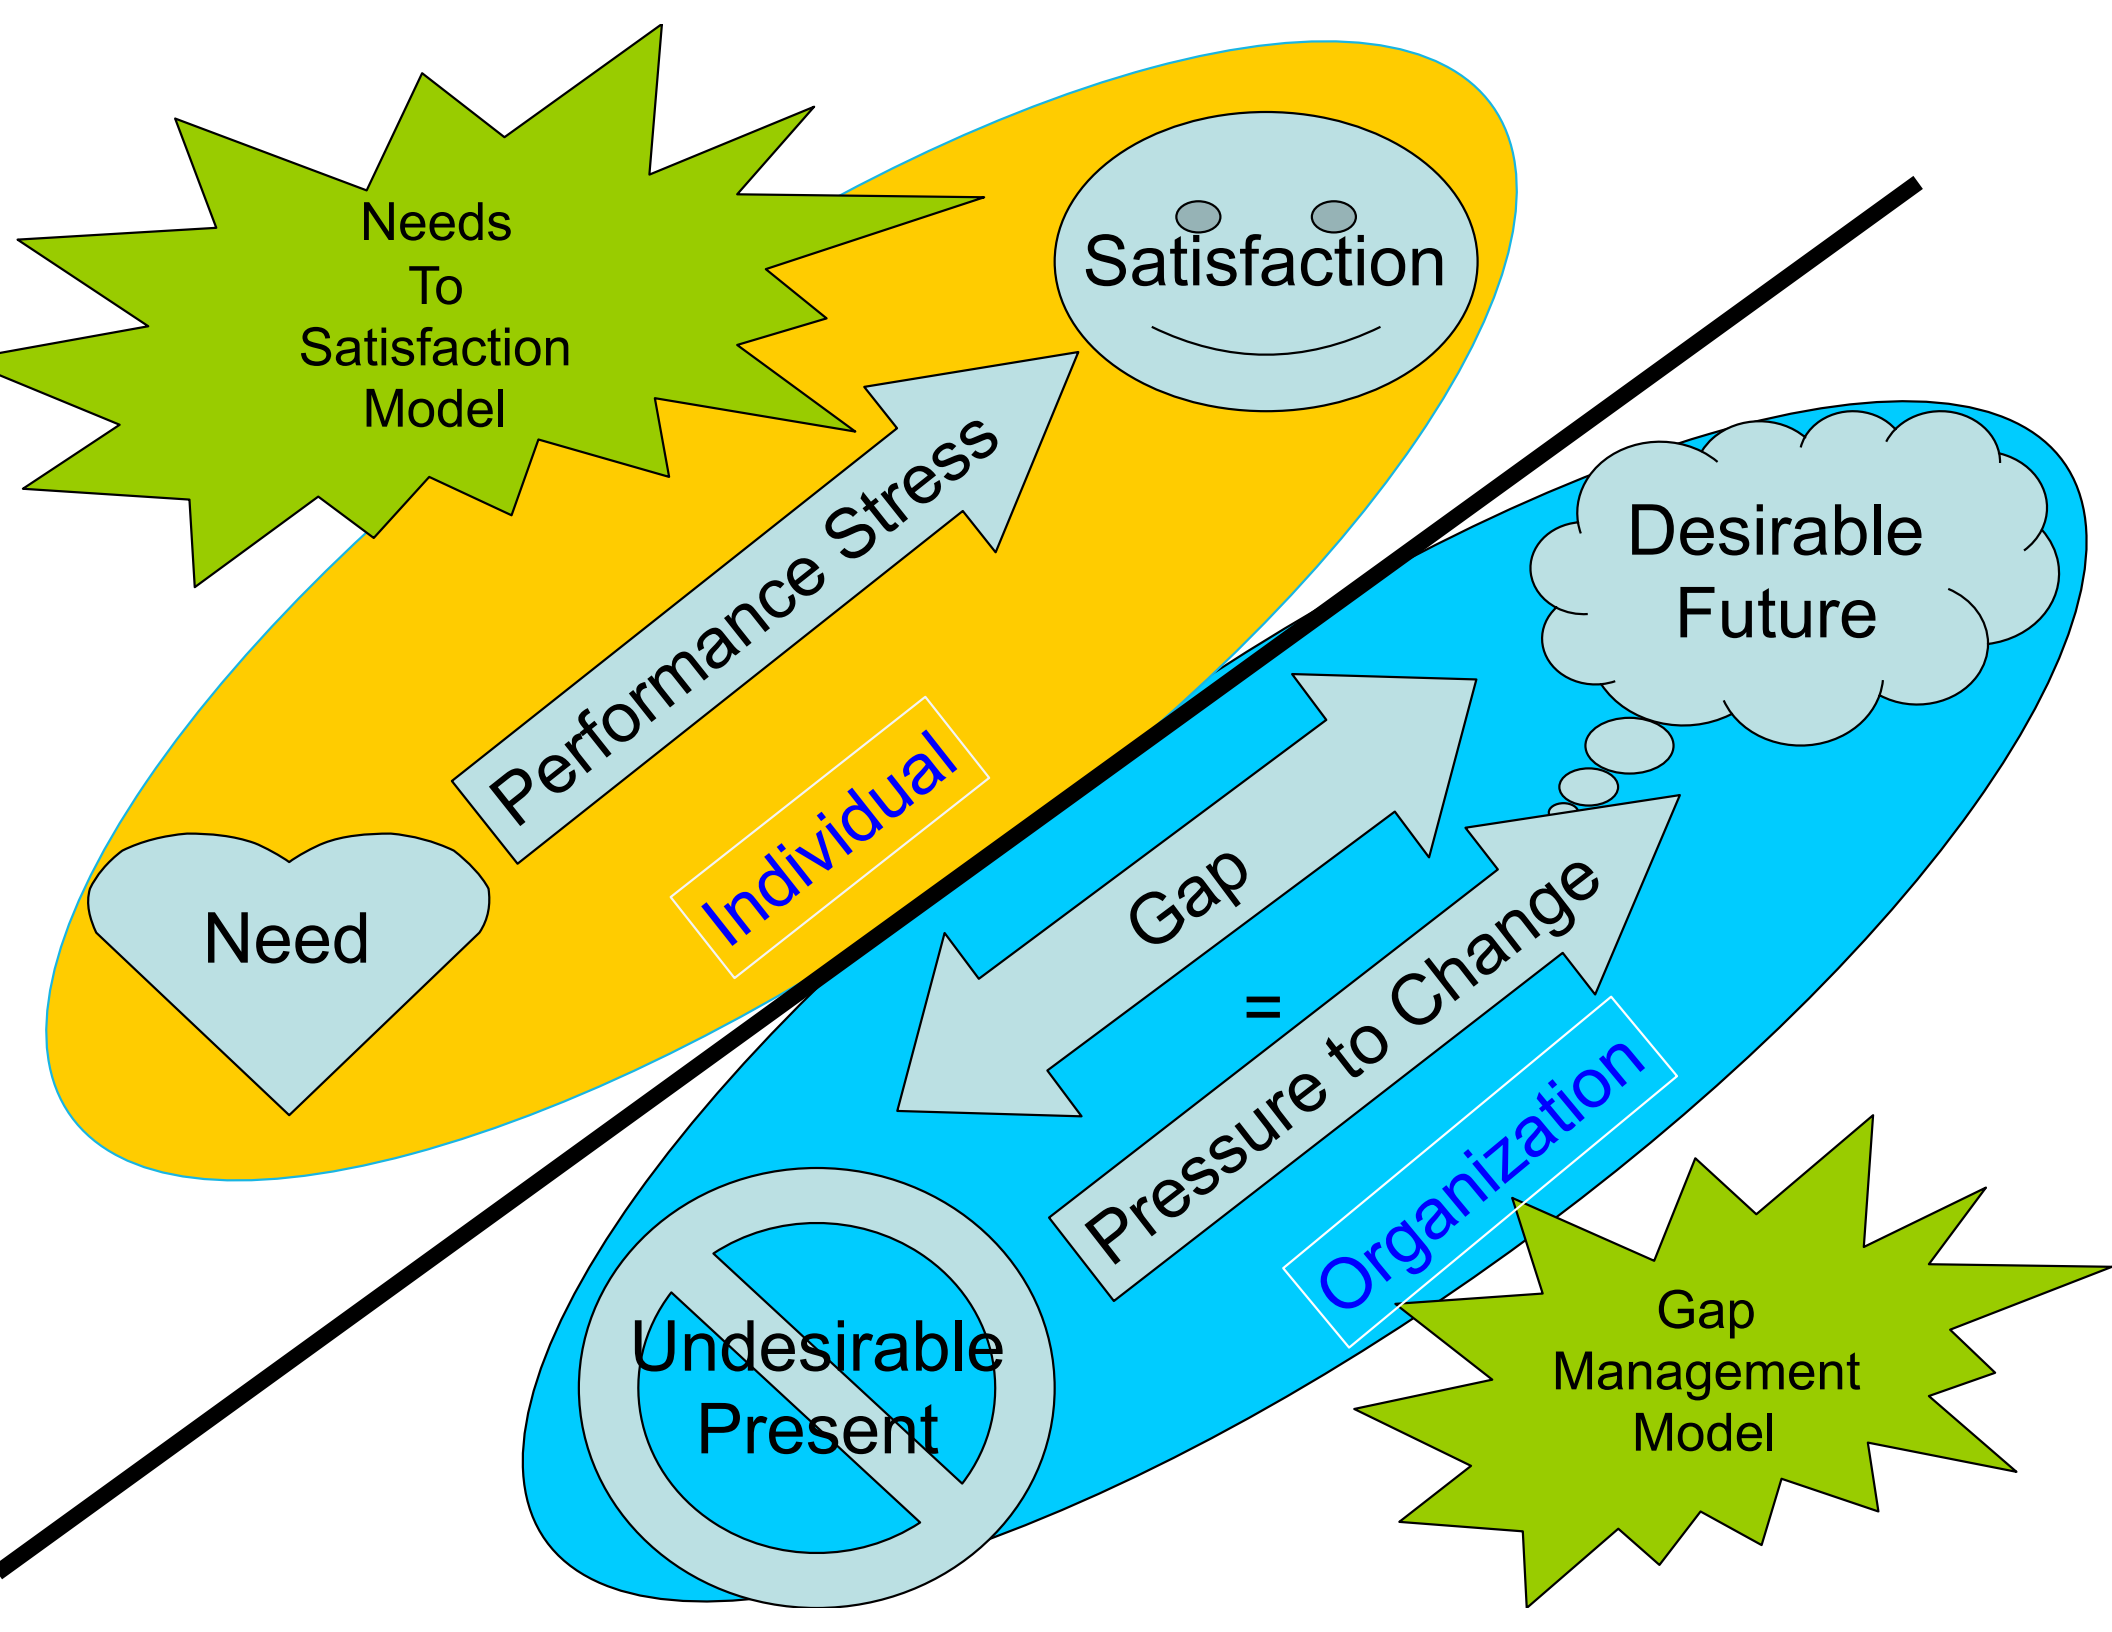 Needs
To
Satisfaction
Model
Satisfaction
Performance Stress
Need
Individual
Desirable
Future
Gap
=
Pressure to Change
Organization
Undesirable
Present
Gap
Management
Model